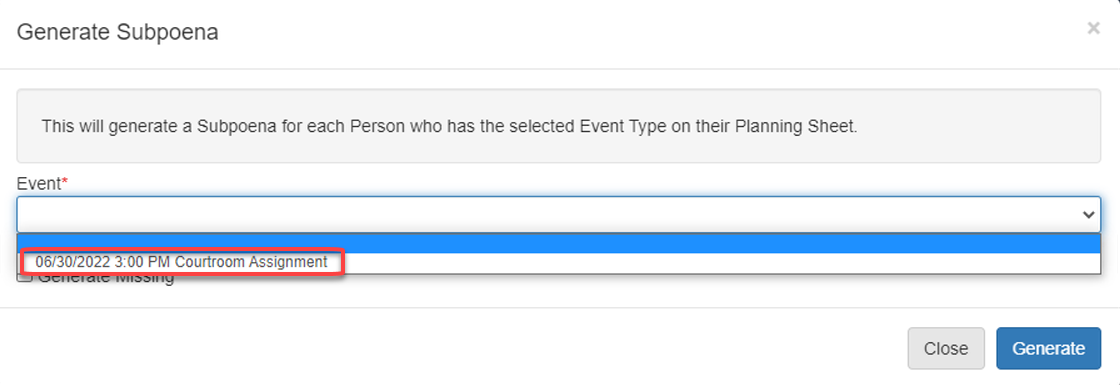 Generate Subpoena
×
This will generate a Subpoena for each Person who has the selected Event Type on their Planning Sheet.
Event*
06/30/2022 3:00 PM Courtroom Assignment
Generate Missing
Close Generate